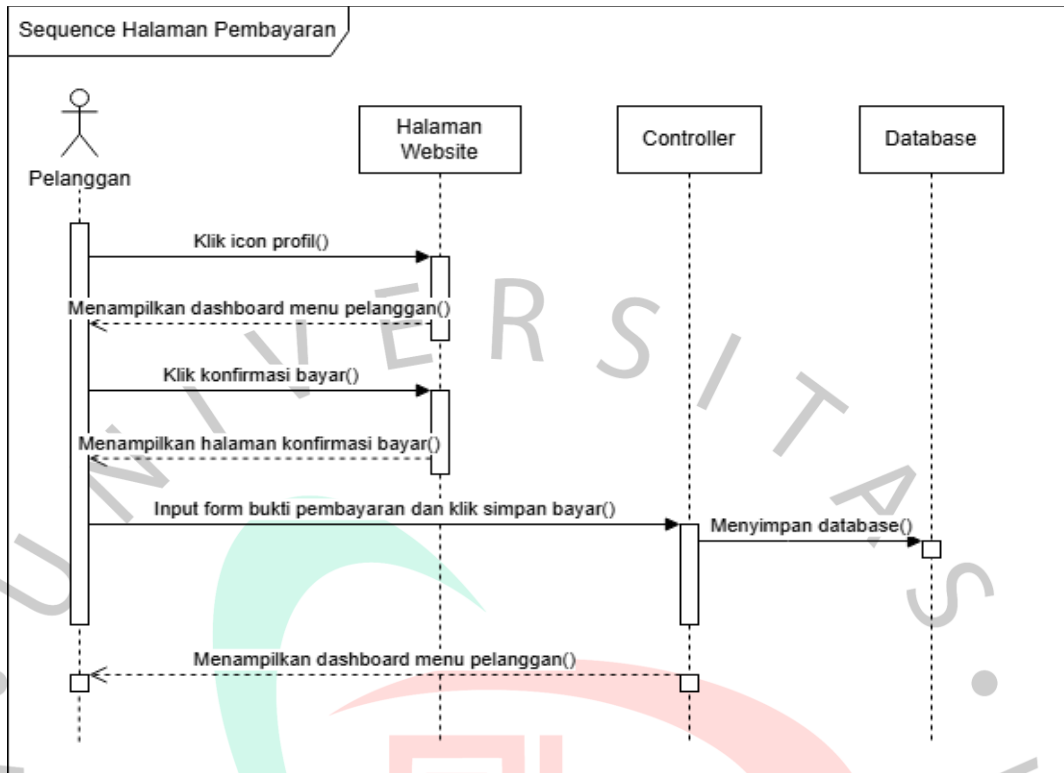 Sequence Halaman Pembayaran
Pelanggan
Halaman
Website
Controller
Database
Klik icon profil()
Menampilkan dashboard menu pelanggan()
Klik konfirmasi bayar()
Menampilkan halaman konfirmasi bayar()
Input form bukti pembayaran dan klik simpan bayar()
Menyimpan database()
Menampilkan dashboard menu pelanggan()
UNIVERSITAS